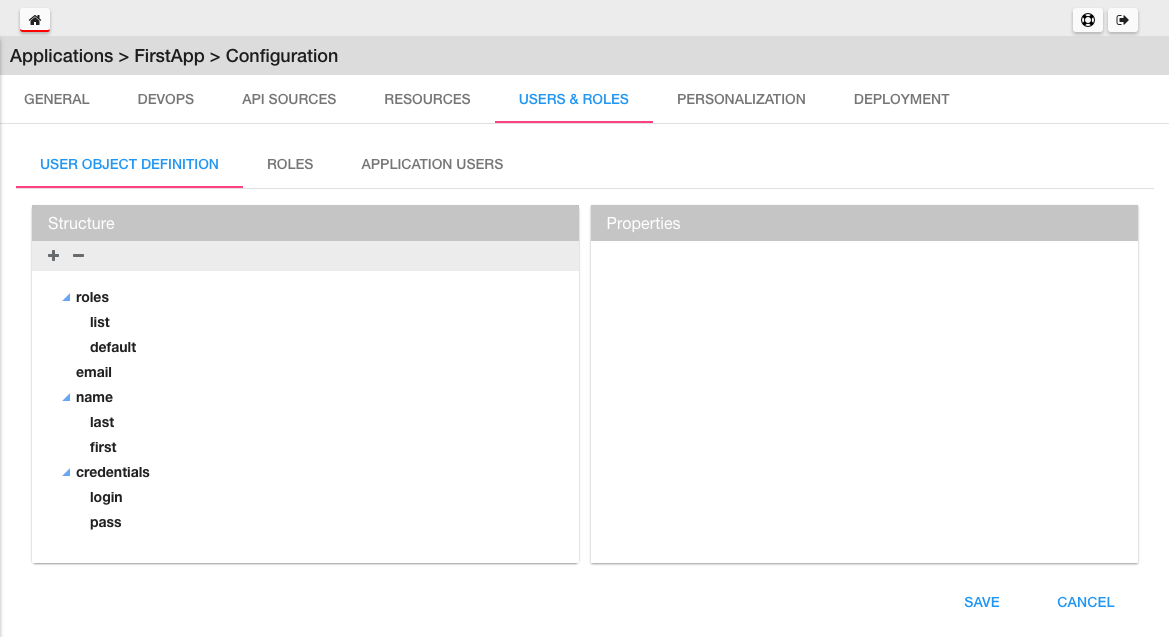 Applications > FirstApp > Configuration
GENERAL DEVOPS API SOURCES RESOURCES USERS & ROLES PERSONALIZATION DEPLOYMENT
USER OBJECT DEFINITION ROLES APPLICATION USERS
Structure
Properties
roles
list
default
email
name
last
first
credentials
login
pass
SAVE CANCEL